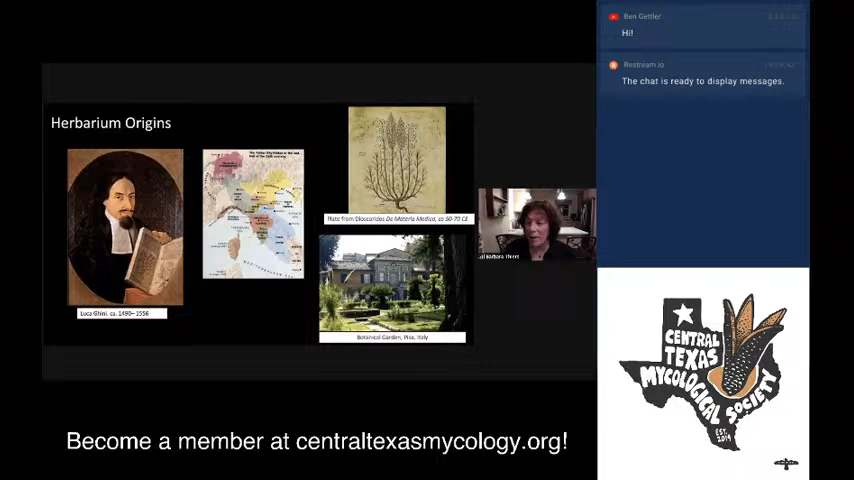 Ben Gettler
Hi!
Restream.io
The chat is ready to display messages.
Herbarium Origins
Plate from Dioscorides De Materia Medica, ca 50-70 CE
Barbara Thiers
Luca Ghini. ca. 1490–1556
Botanical Garden, Pisa, Italy
CENTRAL
TEXAS
MYCOLOGICAL SOCIETY
EST.
2019
Become a member at centraltexasmycology.org!